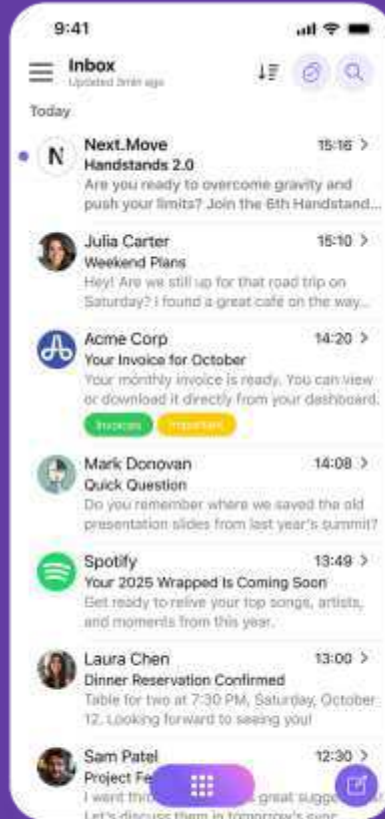 9:41
Inbox
Updated 3min ago
Today
N
Next.Move 15:16
Handstands 2.0
Are you ready to overcome gravity and
push your limits? Join the 6th Handstand...
Julia Carter 15:10
Weekend Plans
Hey! Are we still up for that road trip on
Saturday? I found a great café on the way...
Acme Corp 14:20
Your Invoice for October
Your monthly invoice is ready. You can view
or download it directly from your dashboard.
Invoices Important
Mark Donovan 14:08
Quick Question
Do you remember where we saved the old
presentation slides from last year's summit?
Spotify 13:49
Your 2025 Wrapped Is Coming Soon
Get ready to relive your top songs, artists,
and moments from this year.
Laura Chen 13:00
Dinner Reservation Confirmed
Table for two at 7:30 PM, Saturday, October
12. Looking forward to seeing you!
Sam Patel 12:30
Project Fe
I went thro great sugge
Let's discuss them in tomorrow's sync